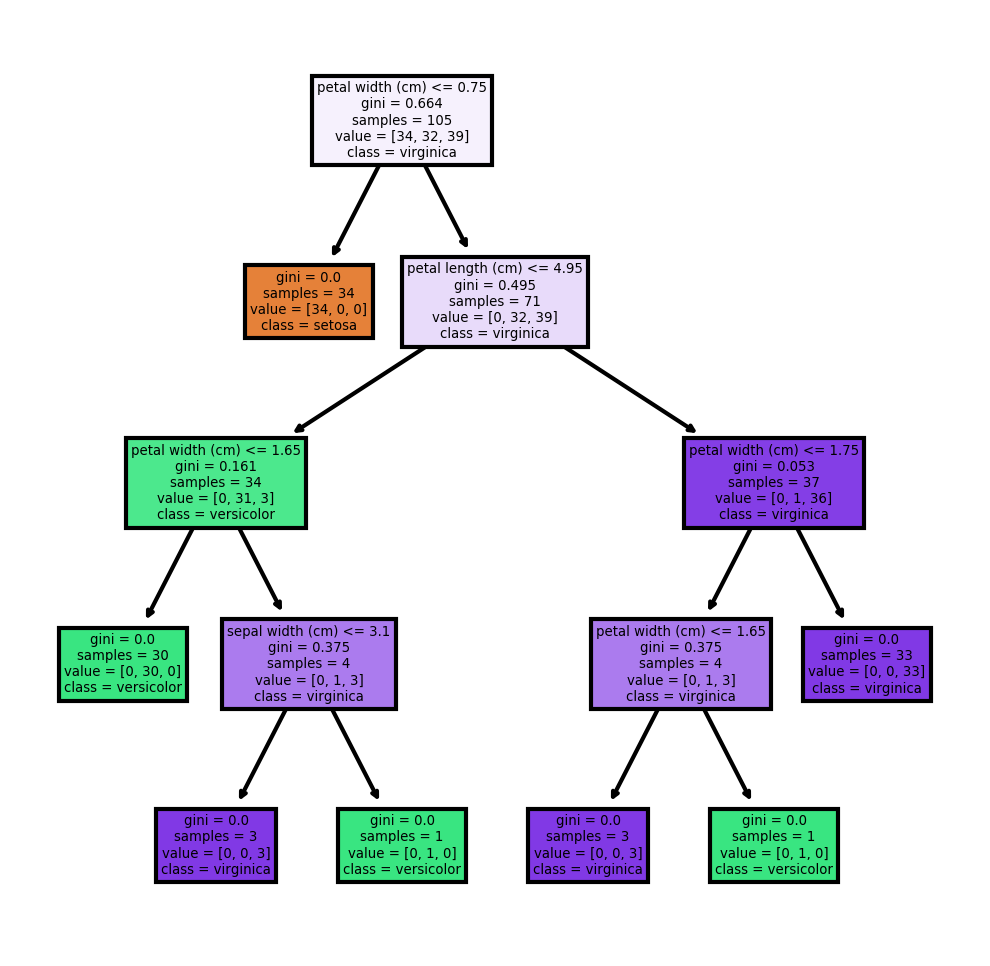 petal width (cm) <= 0.75
gini = 0.664
samples = 105
value = [34, 32, 39]
class = virginica
gini = 0.0
samples = 34
value = [34, 0, 0]
class = setosa
petal length (cm) <= 4.95
gini = 0.495
samples = 71
value = [0, 32, 39]
class = virginica
petal width (cm) <= 1.65
gini = 0.161
samples = 34
value = [0, 31, 3]
class = versicolor
petal width (cm) <= 1.75
gini = 0.053
samples = 37
value = [0, 1, 36]
class = virginica
gini = 0.0
samples = 30
value = [0, 30, 0]
class = versicolor
sepal width (cm) <= 3.1
gini = 0.375
samples = 4
value = [0, 1, 3]
class = virginica
petal width (cm) <= 1.65
gini = 0.375
samples = 4
value = [0, 1, 3]
class = virginica
gini = 0.0
samples = 33
value = [0, 0, 33]
class = virginica
gini = 0.0
samples = 3
value = [0, 0, 3]
class = virginica
gini = 0.0
samples = 1
value = [0, 1, 0]
class = versicolor
gini = 0.0
samples = 3
value = [0, 0, 3]
class = virginica
gini = 0.0
samples = 1
value = [0, 1, 0]
class = versicolor